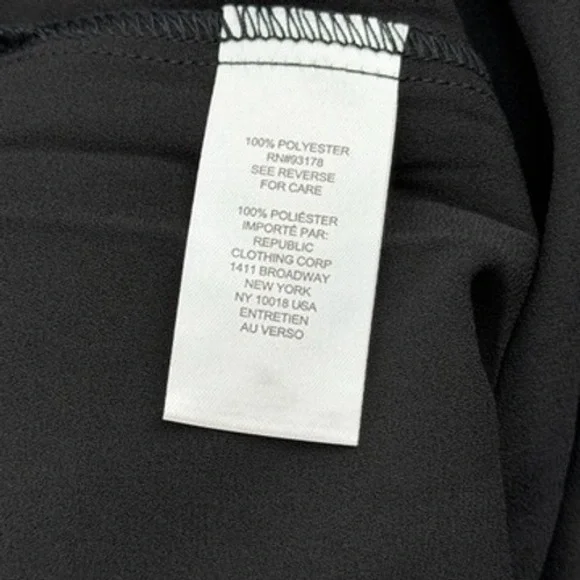 100% POLYESTER
RN#93178
SEE REVERSE
FOR CARE
100% POLIÉSTER
IMPORTÉ PAR:
REPUBLIC
CLOTHING CORP
1411 BROADWAY
NEW YORK
NY 10018 USA
ENTRETIEN
AU VERSO